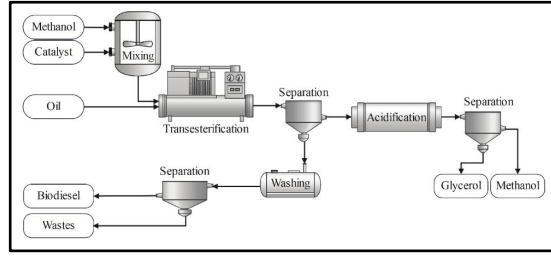 Methanol
Catalyst
Mixing
Oil
Transesterification
Separation
Acidification
Separation
Glycerol
Methanol
Separation
Washing
Biodiesel
Wastes